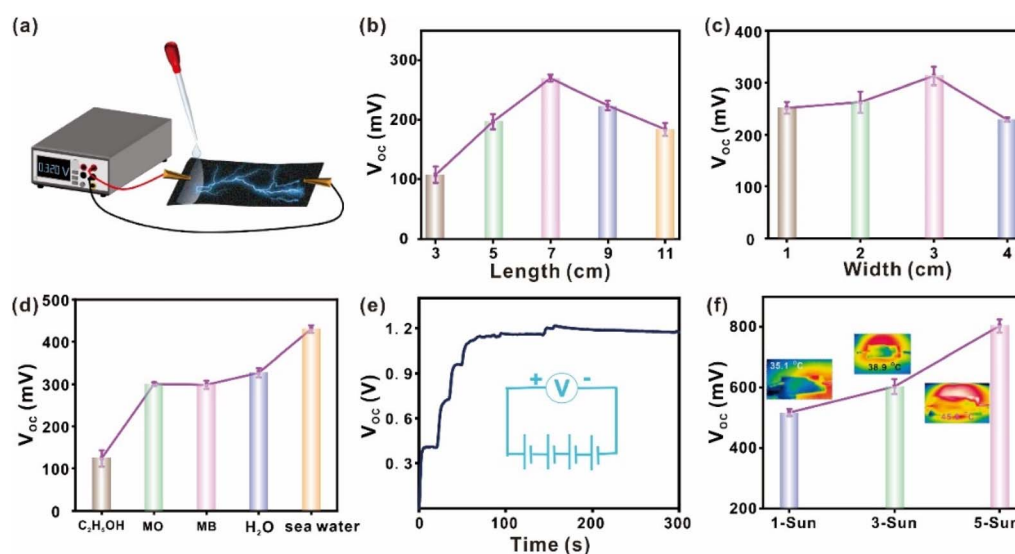 (a)
0.320 V
(b)
V_OC (mV)
300
200
100
0
3 5 7 9 11
Length (cm)
(c)
V_OC (mV)
400
300
200
100
0
1 2 3 4
Width (cm)
(d)
V_OC (mV)
500
400
300
200
100
0
C₂H₅OH MO MB H₂O sea water
(e)
V_OC (V)
1.2
0.9
0.6
0.3
+ V -
0 100 200 300
Time (s)
(f)
V_OC (mV)
800
600
400
200
35.1 °C
38.9 °C
1-Sun 3-Sun 5-Sun